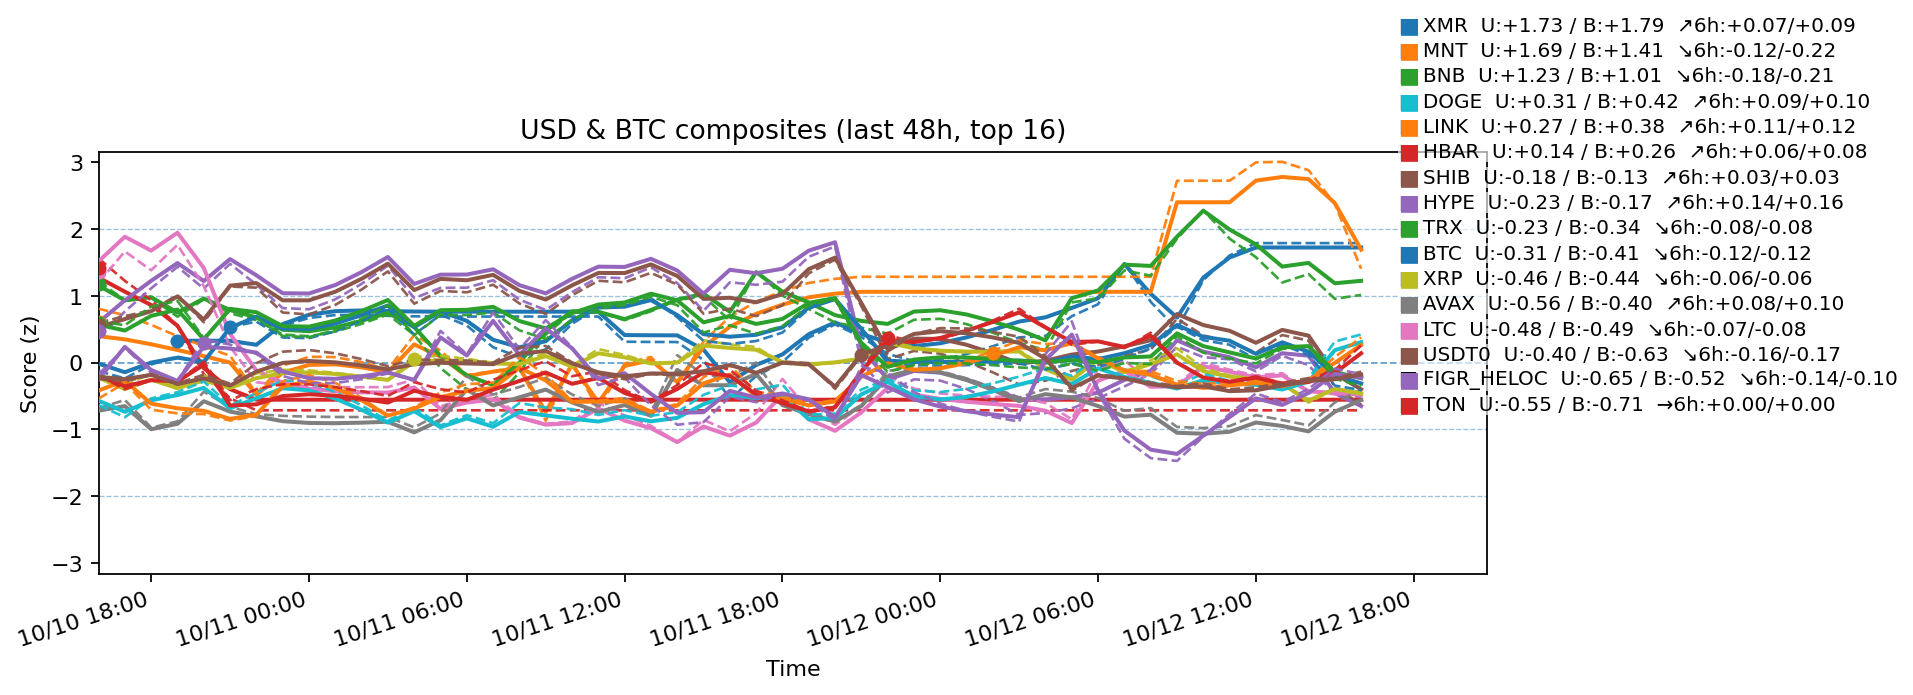 XMR U:+1.73 / B:+1.79 ↗6h:+0.07/+0.09
MNT U:+1.69 / B:+1.41 ↘6h:-0.12/-0.22
BNB U:+1.23 / B:+1.01 ↘6h:-0.18/-0.21
DOGE U:+0.31 / B:+0.42 ↗6h:+0.09/+0.10
LINK U:+0.27 / B:+0.38 ↗6h:+0.11/+0.12
HBAR U:+0.14 / B:+0.26 ↗6h:+0.06/+0.08
SHIB U:-0.18 / B:-0.13 ↗6h:+0.03/+0.03
HYPE U:-0.23 / B:-0.17 ↗6h:+0.14/+0.16
TRX U:-0.23 / B:-0.34 ↘6h:-0.08/-0.08
BTC U:-0.31 / B:-0.41 ↘6h:-0.12/-0.12
XRP U:-0.46 / B:-0.44 ↘6h:-0.06/-0.06
AVAX U:-0.56 / B:-0.40 ↗6h:+0.08/+0.10
LTC U:-0.48 / B:-0.49 ↘6h:-0.07/-0.08
USDT0 U:-0.40 / B:-0.63 ↘6h:-0.16/-0.17
FIGR_HELOC U:-0.65 / B:-0.52 ↘6h:-0.14/-0.10
TON U:-0.55 / B:-0.71 →6h:+0.00/+0.00
USD & BTC composites (last 48h, top 16)
Score (z)
3
2
1
0
−1
−2
−3
10/10 18:00
10/11 00:00
10/11 06:00
10/11 12:00
10/11 18:00
10/12 00:00
10/12 06:00
10/12 12:00
10/12 18:00
Time